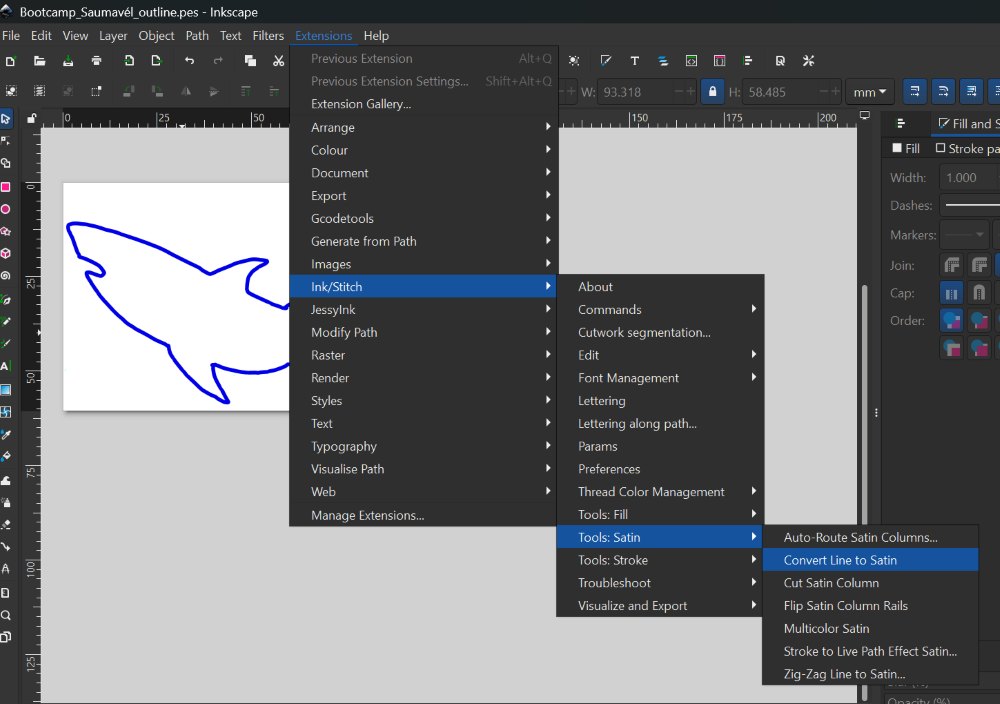 Bootcamp_Saumavél_outline.pes - Inkscape
File Edit View Layer Object Path Text Filters Extensions Help
W: 93.318 H: 58.485 mm
0 25 50 150 175 200
0
25
50
75
100
125
Previous Extension Alt+Q
Previous Extension Settings... Shift+Alt+Q
Extension Gallery...
Arrange
Colour
Document
Export
Gcodetools
Generate from Path
Images
Ink/Stitch
JessyInk
Modify Path
Raster
Render
Styles
Text
Typography
Visualise Path
Web
Manage Extensions...
About
Commands
Cutwork segmentation...
Edit
Font Management
Lettering
Lettering along path...
Params
Preferences
Thread Color Management
Tools: Fill
Tools: Satin
Tools: Stroke
Troubleshoot
Visualize and Export
Auto-Route Satin Columns...
Convert Line to Satin
Cut Satin Column
Flip Satin Column Rails
Multicolor Satin
Stroke to Live Path Effect Satin...
Zig-Zag Line to Satin...
Fill and S
Fill Stroke pa
Width: 1.000
Dashes:
Markers:
Join:
Cap:
Order:
Opacity (%)